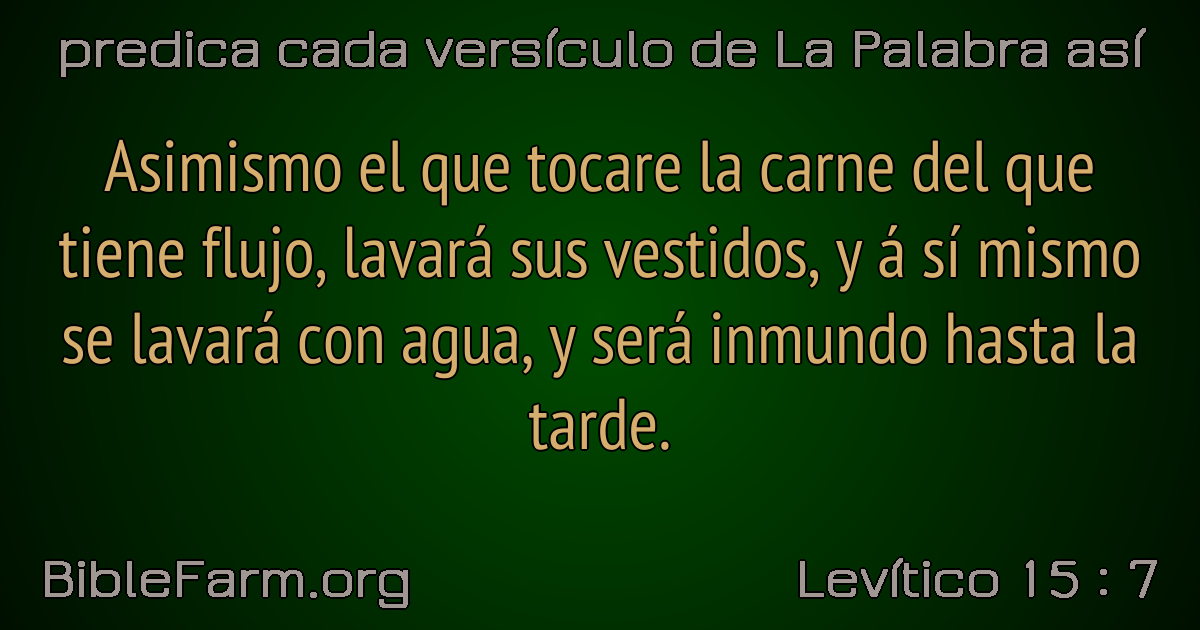 predica cada versículo de La Palabra así
Asimismo el que tocare la carne del que
tiene flujo, lavará sus vestidos, y á sí mismo
se lavará con agua, y será inmundo hasta la
tarde.
BibleFarm.org
Levítico 15 : 7